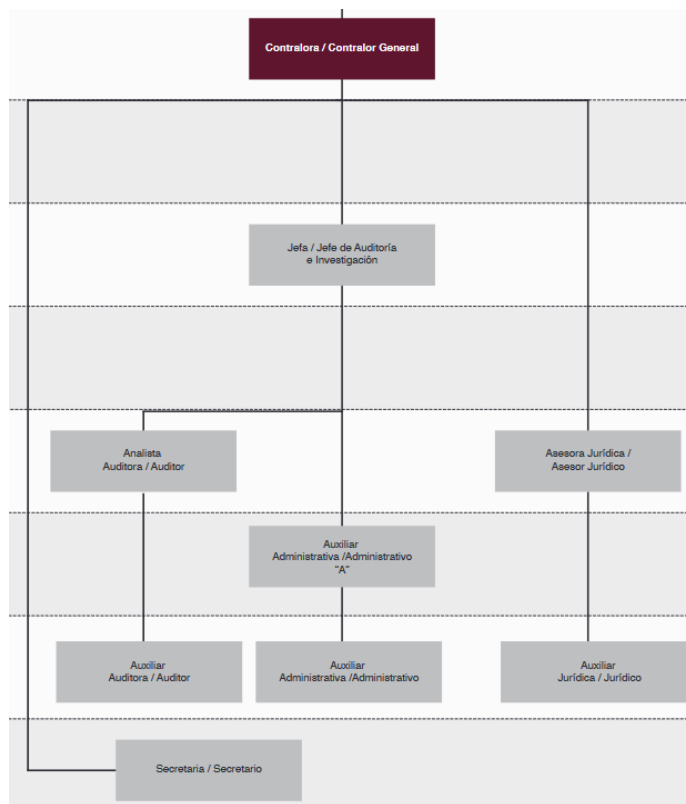 Contralora / Contralor General
Jefa / Jefe de Auditoría
e Investigación
Analista
Auditora / Auditor
Asesora Jurídica /
Asesor Jurídico
Auxiliar
Administrativa /Administrativo
"A"
Auxiliar
Auditora / Auditor
Auxiliar
Administrativa /Administrativo
Auxiliar
Jurídica / Jurídico
Secretaria / Secretario